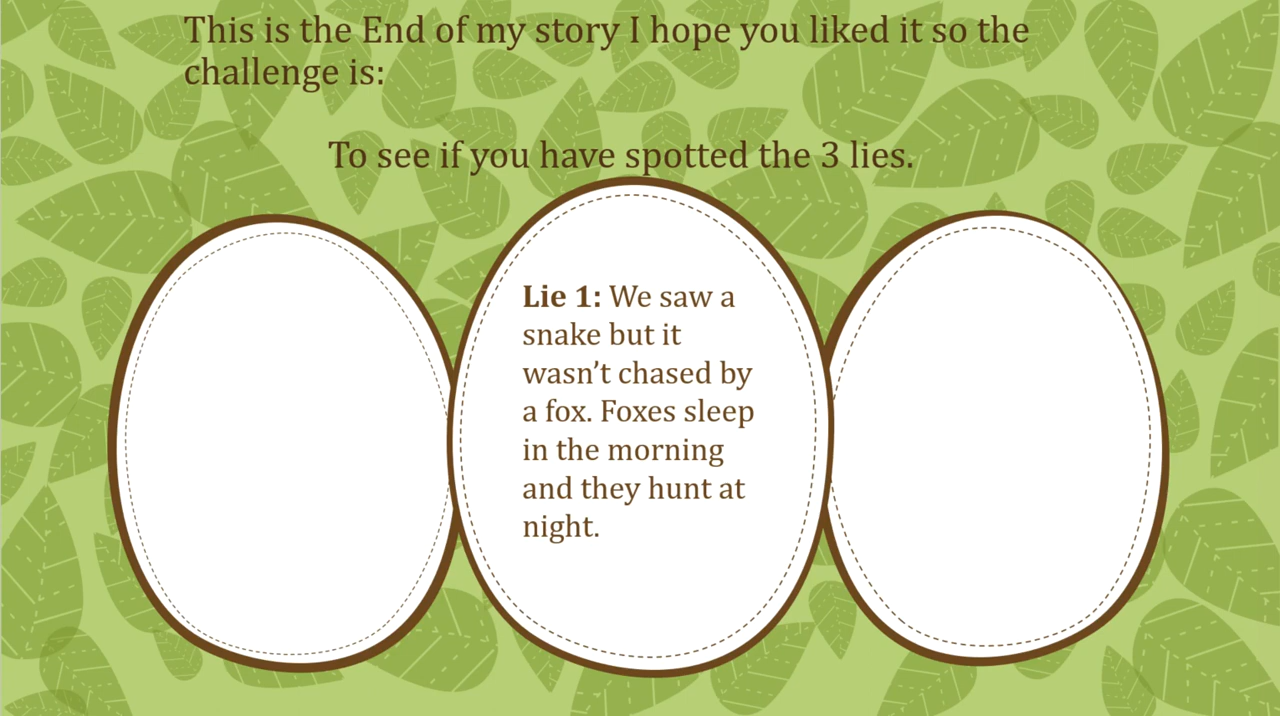 This is the End of my story I hope you liked it so the
challenge is:
To see if you have spotted the 3 lies.
Lie 1: We saw a
snake but it
wasn’t chased by
a fox. Foxes sleep
in the morning
and they hunt at
night.